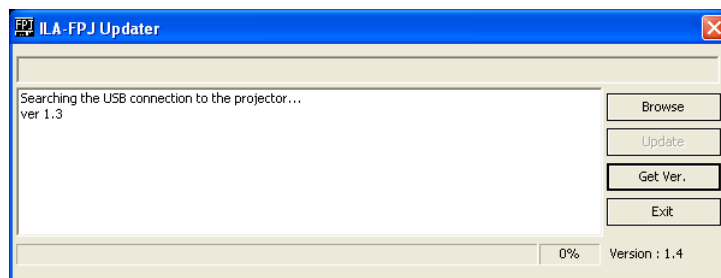 FPJ ILA-FPJ Updater
Searching the USB connection to the projector...
ver 1.3
Browse
Update
Get Ver.
Exit
0%
Version : 1.4